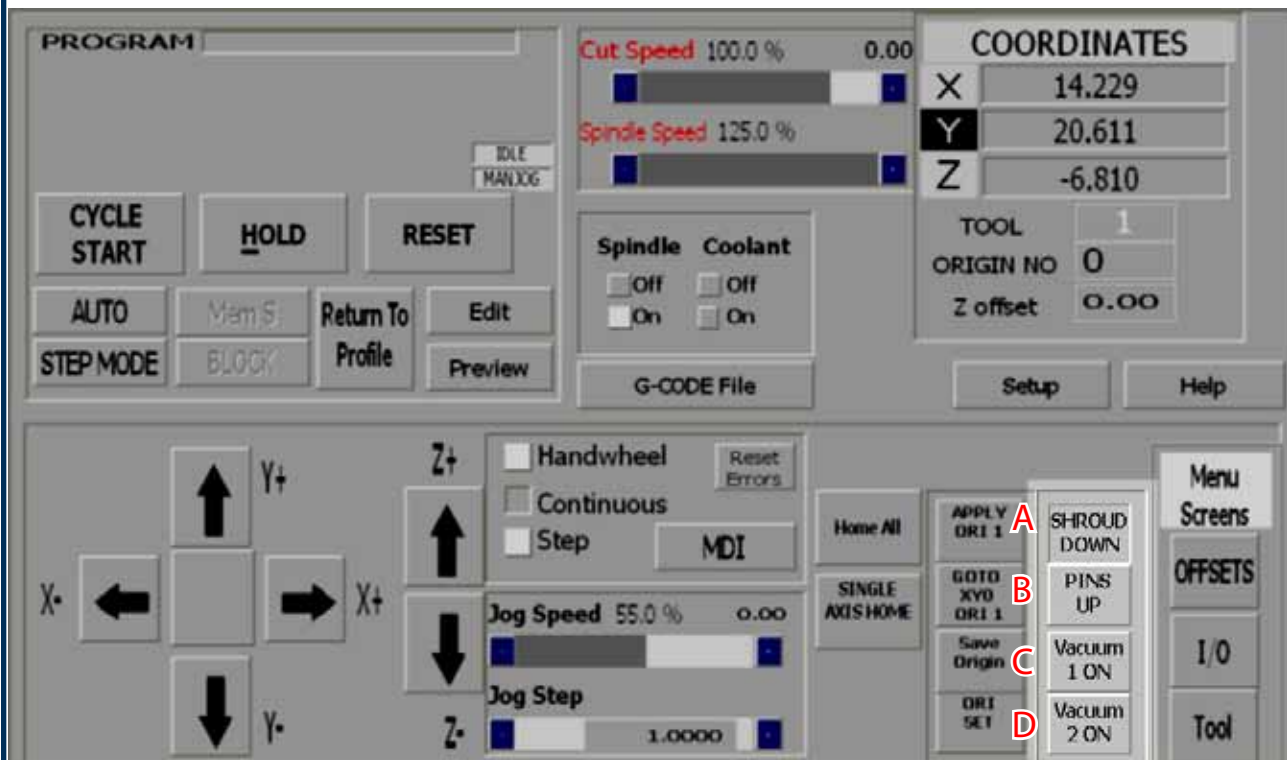 PROGRAM
IDLE
MANJOG
CYCLE
START
HOLD
RESET
AUTO
Mem S
Return To
Profile
Edit
STEP MODE
BLOCK
Preview
Cut Speed 100.0 % 0.00
Spindle Speed 125.0 %
Spindle Coolant
Off Off
On On
G-CODE File
COORDINATES
X 14.229
Y 20.611
Z -6.810
TOOL 1
ORIGIN NO 0
Z offset 0.00
Setup
Help
Y+
X-
X+
Y-
Z+
Z-
Handwheel
Continuous
Step
Reset
Errors
MDI
Jog Speed 55.0 % 0.00
Jog Step
1.0000
Home All
SINGLE
AXIS HOME
APPLY
ORI 1
GOTO
XY0
ORI 1
Save
Origin
ORI
SET
A
SHROUD
DOWN
B
PINS
UP
C
Vacuum
1 ON
D
Vacuum
2 ON
Menu
Screens
OFFSETS
I/O
Tool